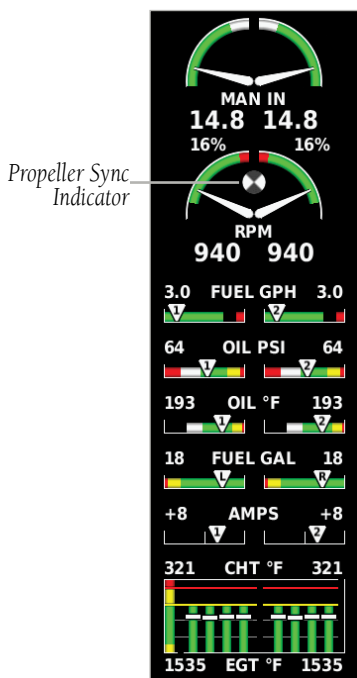 MAN IN
14.8 14.8
16% 16%
Propeller Sync
Indicator
RPM
940 940
3.0 FUEL GPH 3.0
1 2
64 OIL PSI 64
1 2
193 OIL °F 193
1 2
18 FUEL GAL 18
L R
+8 AMPS +8
1 2
321 CHT °F 321
1535 EGT °F 1535